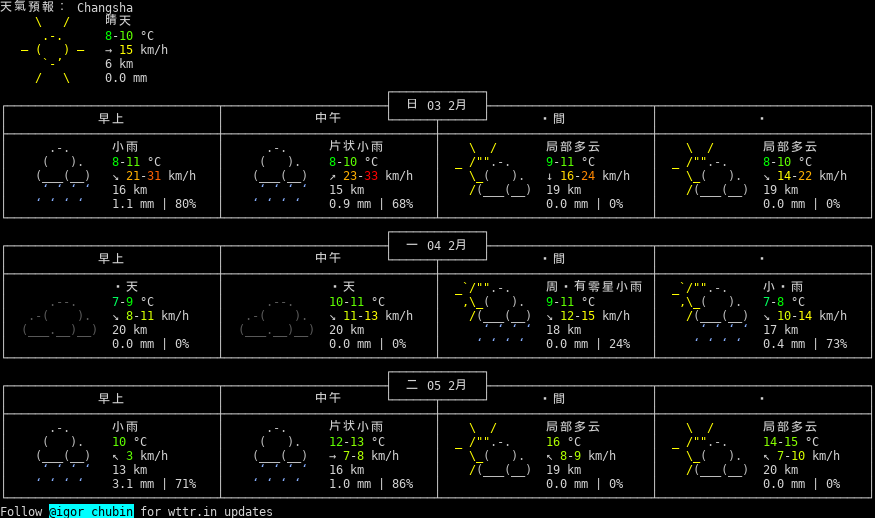 天氣預報： Changsha
晴天
8-10 °C
→ 15 km/h
6 km
0.0 mm
日 03 2月
早上 中午 ・間 ・
小雨 片状小雨 局部多云 局部多云
8-11 °C 8-10 °C 9-11 °C 8-10 °C
↘ 21-31 km/h ↗ 23-33 km/h ↓ 16-24 km/h ↘ 14-22 km/h
16 km 15 km 19 km 19 km
1.1 mm | 80% 0.9 mm | 68% 0.0 mm | 0% 0.0 mm | 0%
一 04 2月
早上 中午 ・間 ・
・天 ・天 周・有零星小雨 小・雨
7-9 °C 10-11 °C 9-11 °C 7-8 °C
↘ 8-11 km/h ↘ 11-13 km/h ↘ 12-15 km/h ↘ 10-14 km/h
20 km 20 km 18 km 17 km
0.0 mm | 0% 0.0 mm | 0% 0.0 mm | 24% 0.4 mm | 73%
二 05 2月
早上 中午 ・間 ・
小雨 片状小雨 局部多云 局部多云
10 °C 12-13 °C 16 °C 14-15 °C
↖ 3 km/h → 7-8 km/h ↖ 8-9 km/h ↖ 7-10 km/h
13 km 16 km 19 km 20 km
3.1 mm | 71% 1.0 mm | 86% 0.0 mm | 0% 0.0 mm | 0%
Follow @igor_chubin for wttr.in updates